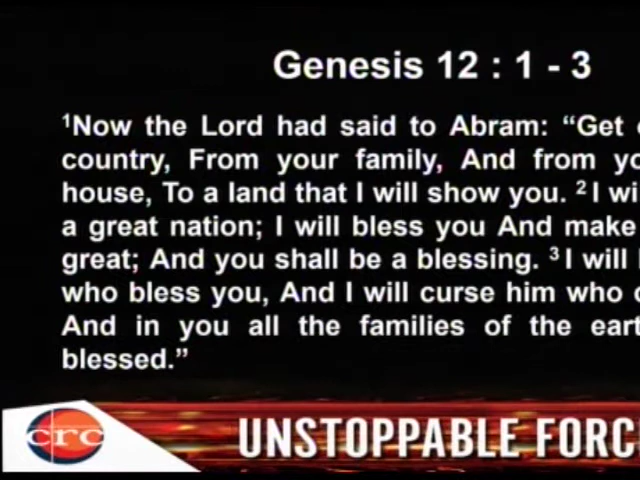 Genesis 12 : 1 - 3
¹Now the Lord had said to Abram: “Get
country, From your family, And from yo
house, To a land that I will show you. ² I wi
a great nation; I will bless you And make
great; And you shall be a blessing. ³ I will
who bless you, And I will curse him who
And in you all the families of the eart
blessed.”
crc
UNSTOPPABLE FORC